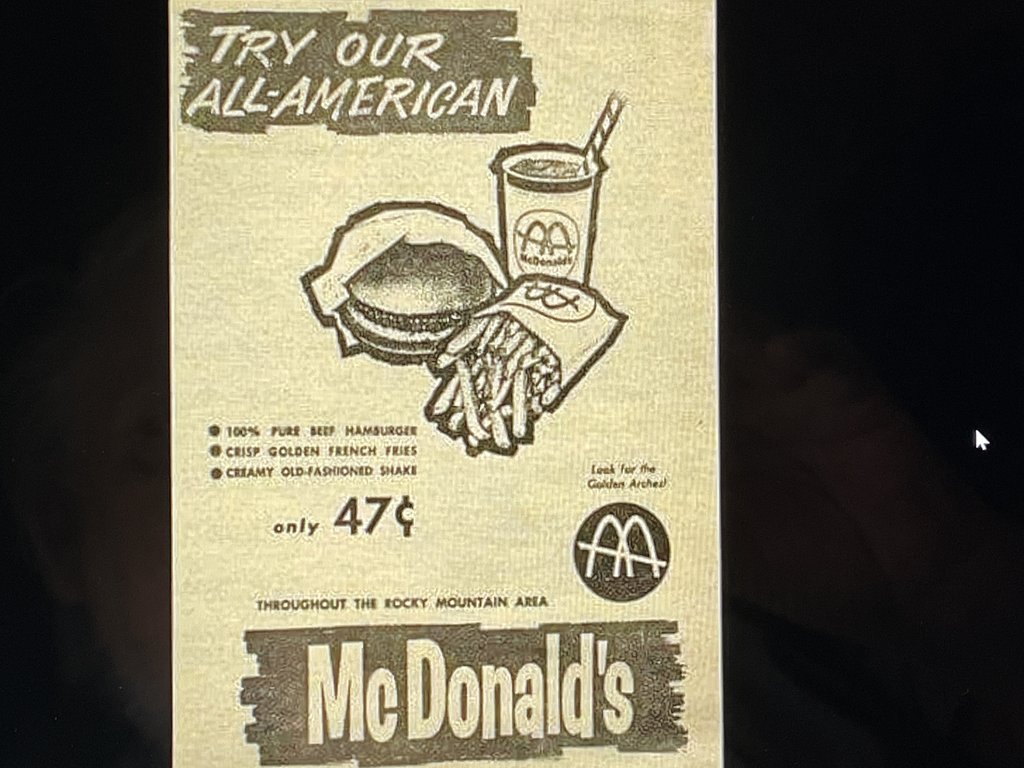 TRY OUR
ALL-AMERICAN
McDonald's
100% PURE BEEF HAMBURGER
CRISP GOLDEN FRENCH FRIES
CREAMY OLD-FASHIONED SHAKE
only 47¢
Look for the
Golden Arches!
THROUGHOUT THE ROCKY MOUNTAIN AREA
McDonald's